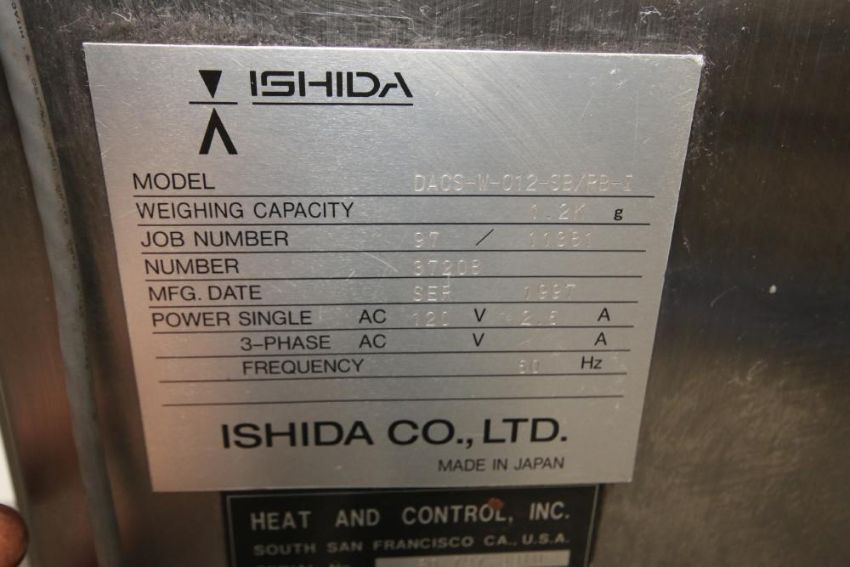 ISHIDA
MODEL DACS-W-012-SB/PB-I
WEIGHING CAPACITY 1.2K g
JOB NUMBER 97 /
NUMBER
MFG. DATE SEP 1997
POWER SINGLE AC 120 V A
3-PHASE AC V A
FREQUENCY 60 Hz
ISHIDA CO., LTD.
MADE IN JAPAN
HEAT AND CONTROL, INC.
SOUTH SAN FRANCISCO CA., U.S.A.